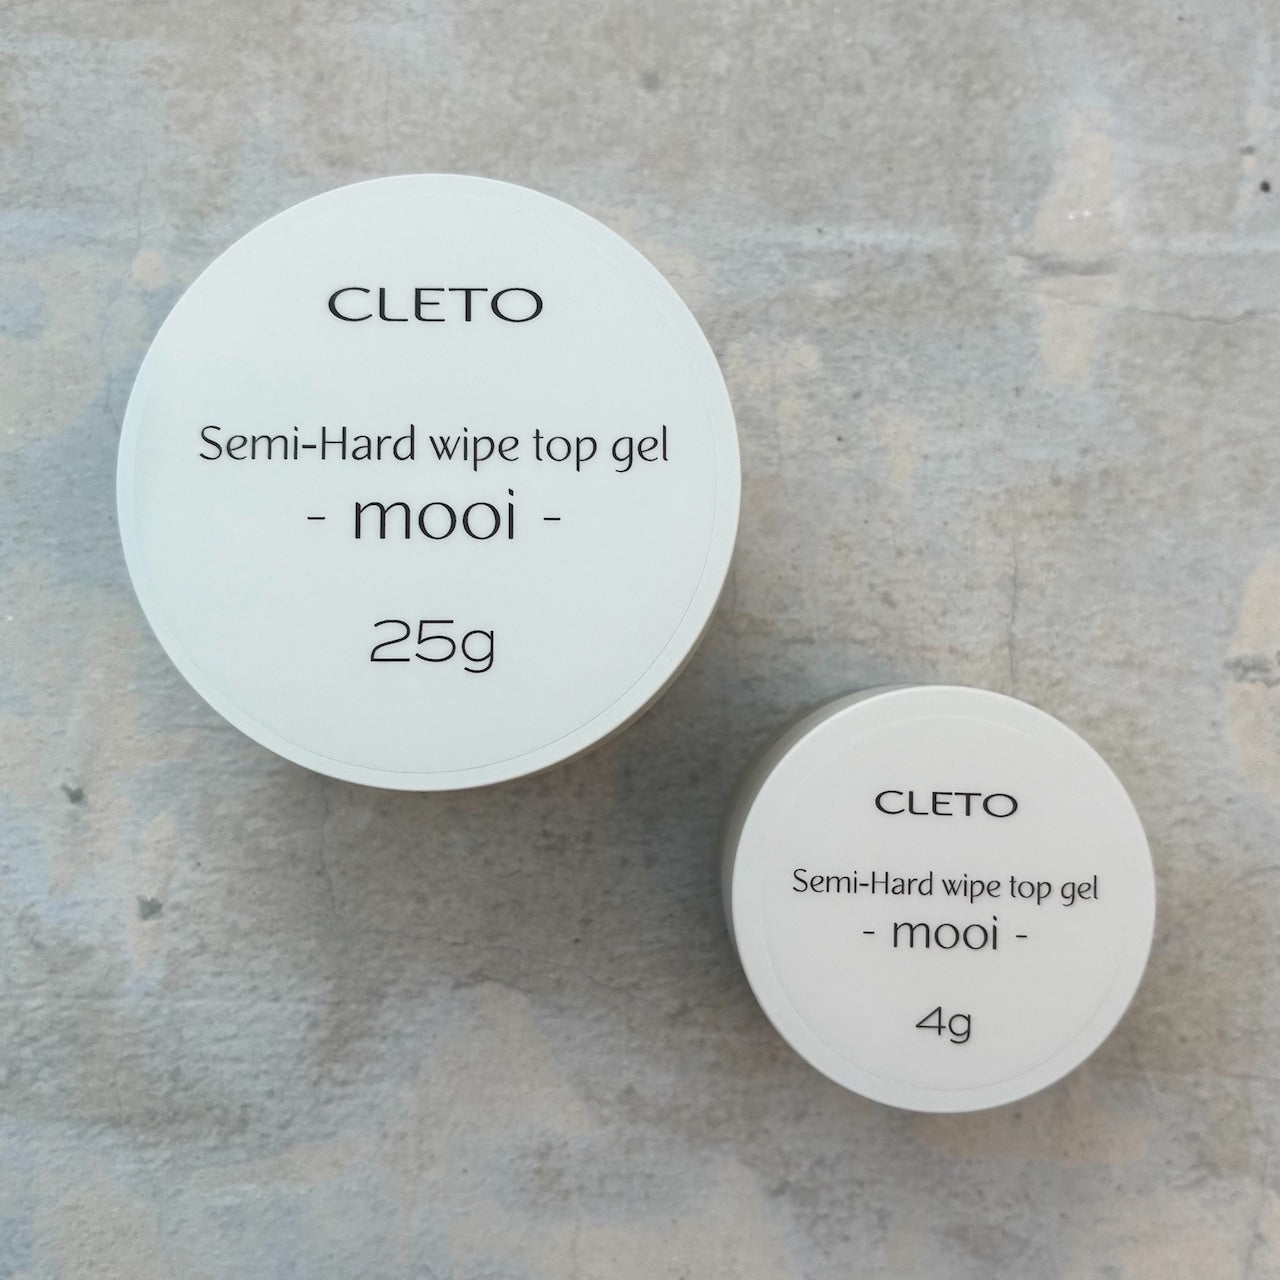 CLETO
Semi-Hard wipe top gel
- mooi -
25g
CLETO
Semi-Hard wipe top gel
- mooi -
4g